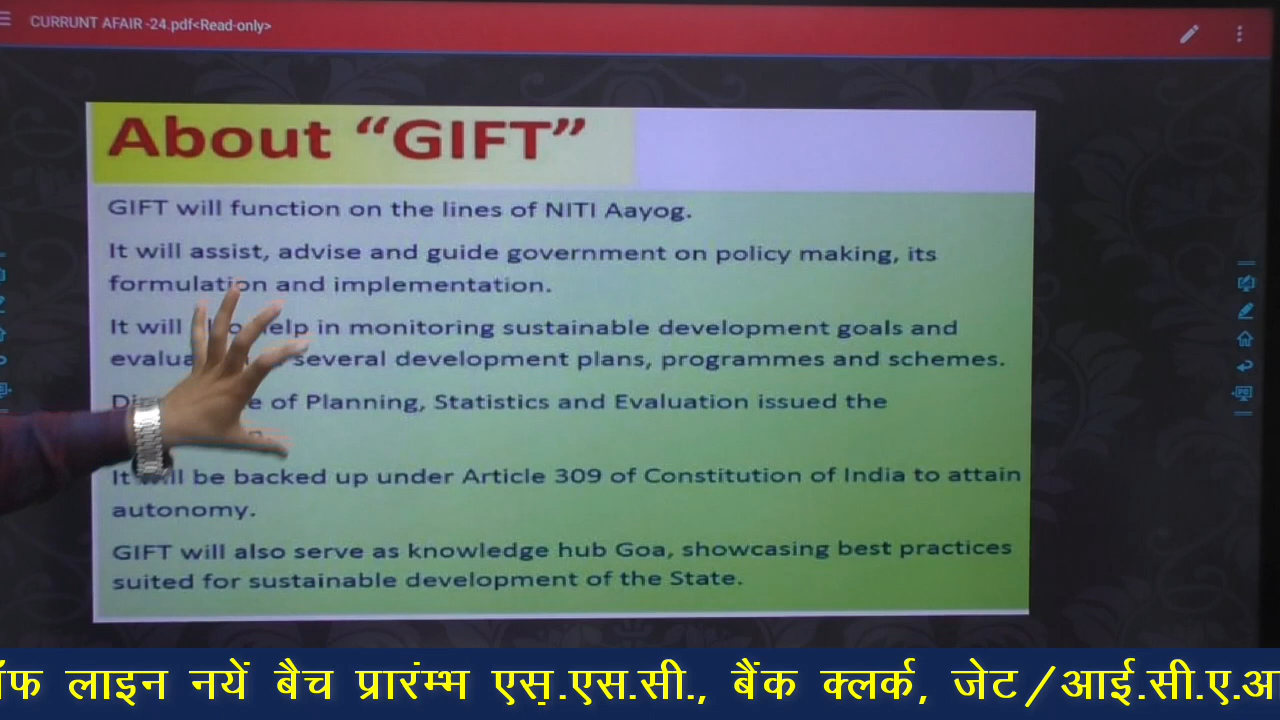 CURRUNT AFAIR -24.pdf<Read-only>
About “GIFT”
GIFT will function on the lines of NITI Aayog.
It will assist, advise and guide government on policy making, its
formulation and implementation.
It will help in monitoring sustainable development goals and
several development plans, programmes and schemes.
of Planning, Statistics and Evaluation issued the
It will be backed up under Article 309 of Constitution of India to attain
autonomy.
GIFT will also serve as knowledge hub Goa, showcasing best practices
suited for sustainable development of the State.
लाइन नयें बैच प्रारंम्भ एस.एस.सी., बैंक क्लर्क, जेट/आई.सी.ए.आ